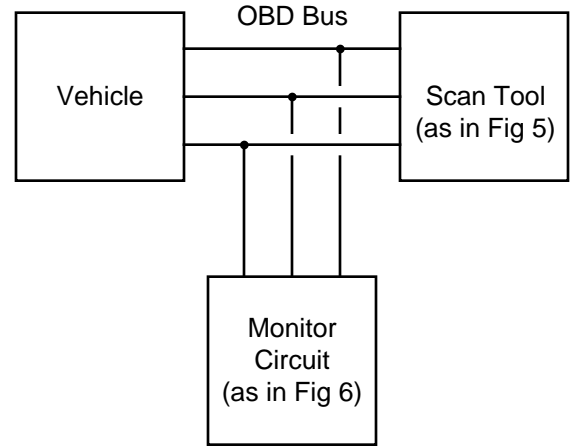 OBD Bus
Vehicle
Scan Tool
(as in Fig 5)
Monitor
Circuit
(as in Fig 6)